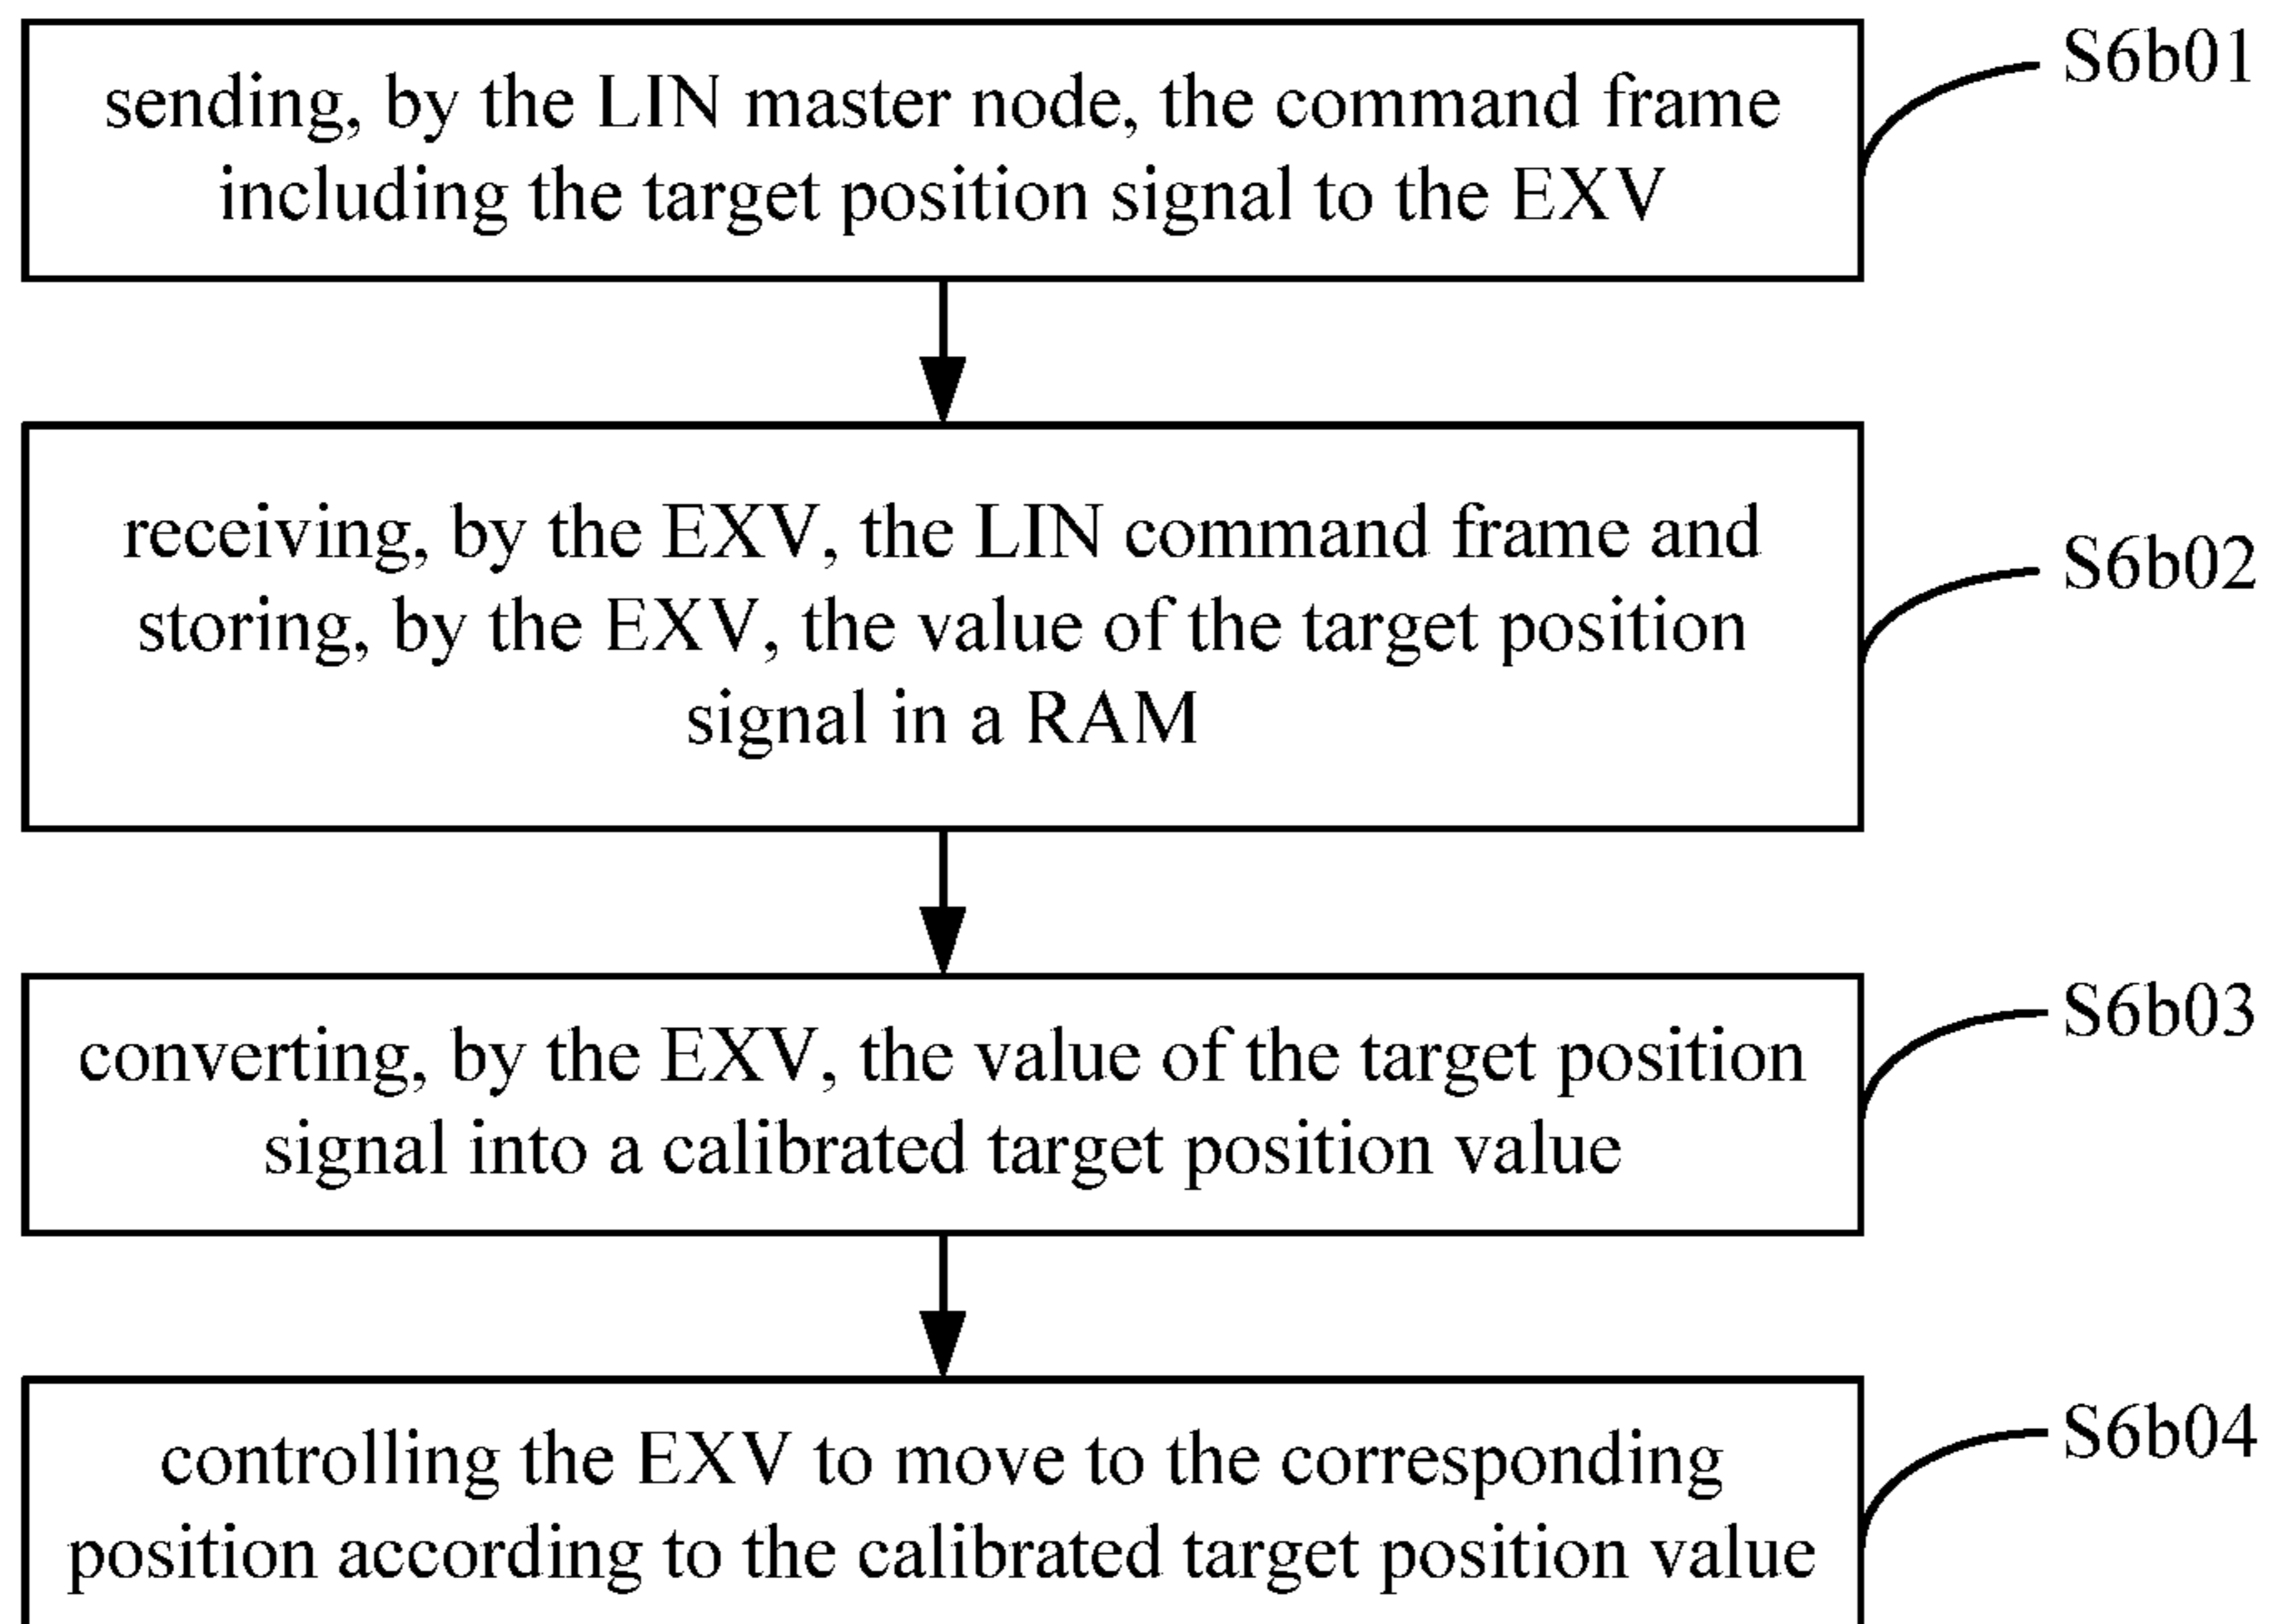 sending, by the LIN master node, the command frame
including the target position signal to the EXV
S6b01
receiving, by the EXV, the LIN command frame and
storing, by the EXV, the value of the target position
signal in a RAM
S6b02
converting, by the EXV, the value of the target position
signal into a calibrated target position value
S6b03
controlling the EXV to move to the corresponding
position according to the calibrated target position value
S6b04